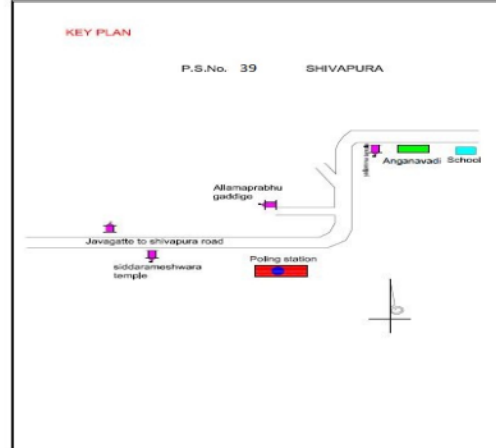 KEY PLAN
P.S.No. 39 SHIVAPURA
Anganavadi School
Allamaprabhu
gaddige
Javagatte to shivapura road
siddarameshwara
temple
Poling station